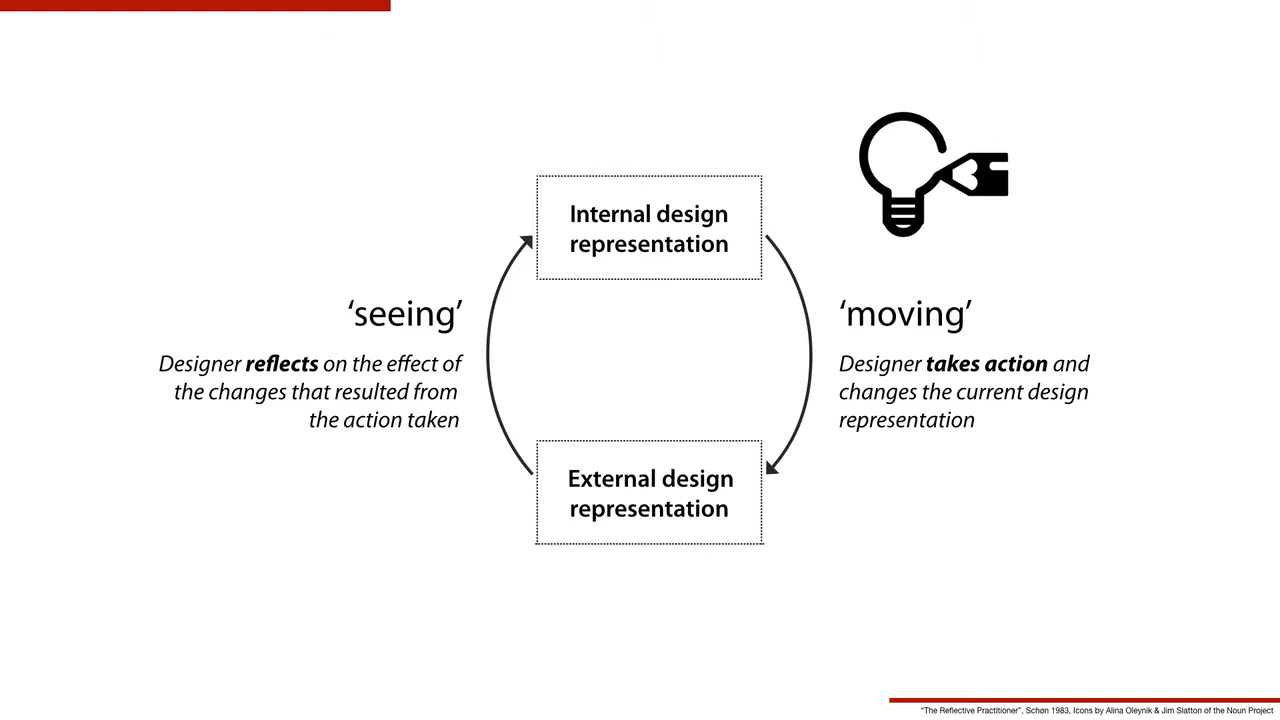 Internal design
representation
‘seeing’
Designer reflects on the effect of
the changes that resulted from
the action taken
‘moving’
Designer takes action and
changes the current design
representation
External design
representation
“The Reflective Practitioner”, Schøn 1983, Icons by Alina Oleynik & Jim Slatton of the Noun Project